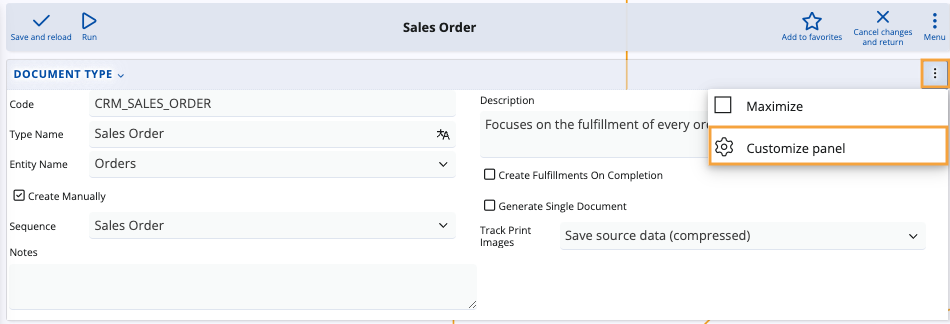 Sales Order
Save and reload
Run
Add to favorites
Cancel changes
and return
Menu
DOCUMENT TYPE
Code
CRM_SALES_ORDER
Type Name
Sales Order
Entity Name
Orders
Create Manually
Sequence
Sales Order
Notes
Description
Focuses on the fulfillment of every
Create Fulfillments On Completion
Generate Single Document
Track Print
Images
Save source data (compressed)
Maximize
Customize panel